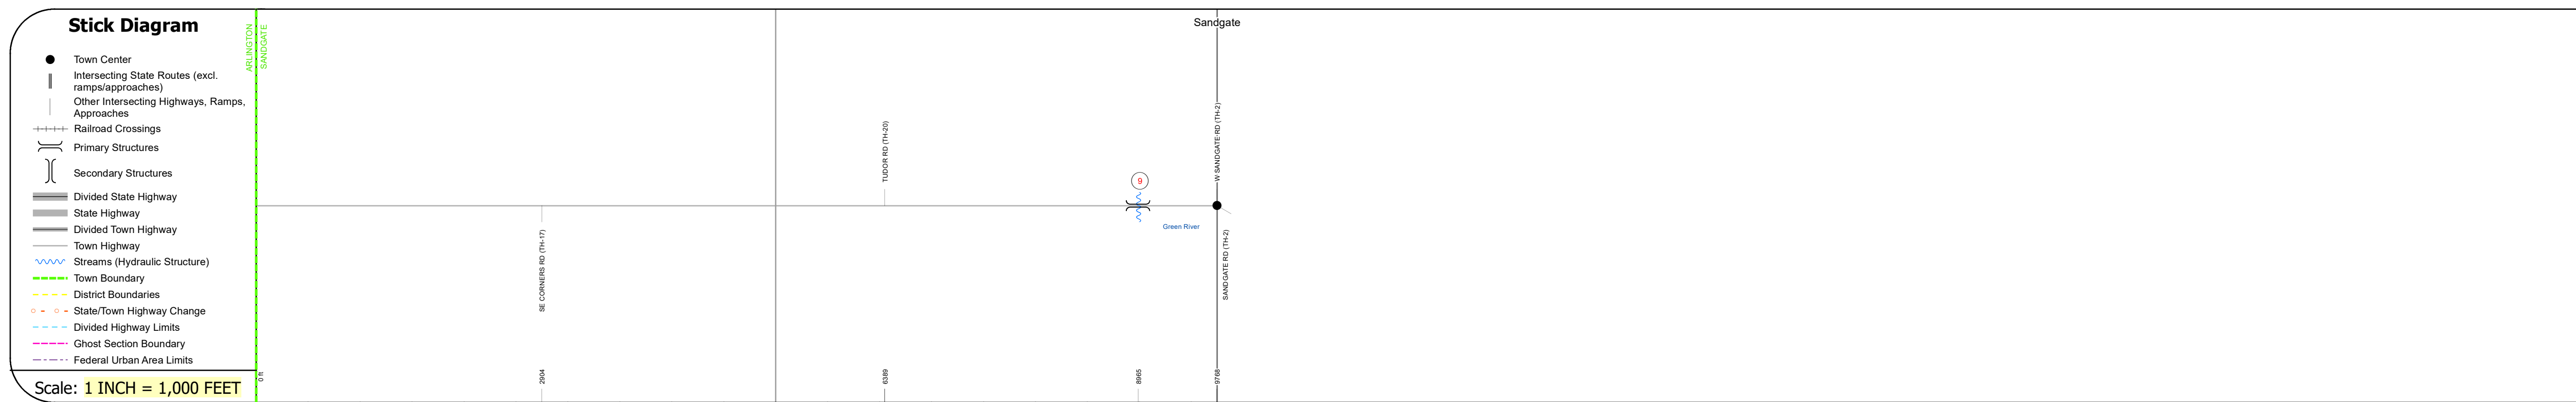 Stick Diagram
Town Center
Intersecting State Routes (excl.
ramps/approaches)
Other Intersecting Highways, Ramps,
Approaches
Railroad Crossings
Primary Structures
Secondary Structures
Divided State Highway
State Highway
Divided Town Highway
Town Highway
Streams (Hydraulic Structure)
Town Boundary
District Boundaries
State/Town Highway Change
Divided Highway Limits
Ghost Section Boundary
Federal Urban Area Limits
Scale: 1 INCH = 1,000 FEET
ARLINGTON
SANDGATE
0 ft
SE CORNERS RD (TH-17)
2904
TUDOR RD (TH-20)
6389
9
Green River
8965
Sandgate
W SANDGATE RD (TH-2)
SANDGATE RD (TH-2)
9768